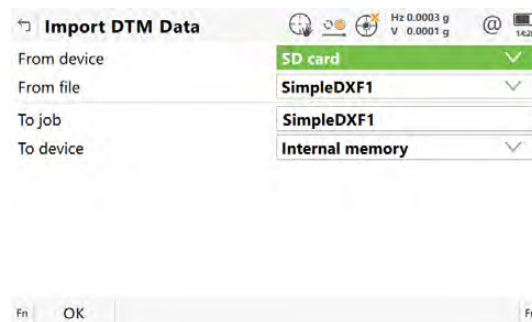 Import DTM Data
Hz 0.0003 g
V 0.0001 g
@
From device SD card
From file SimpleDXF1
To job SimpleDXF1
To device Internal memory
Fn OK